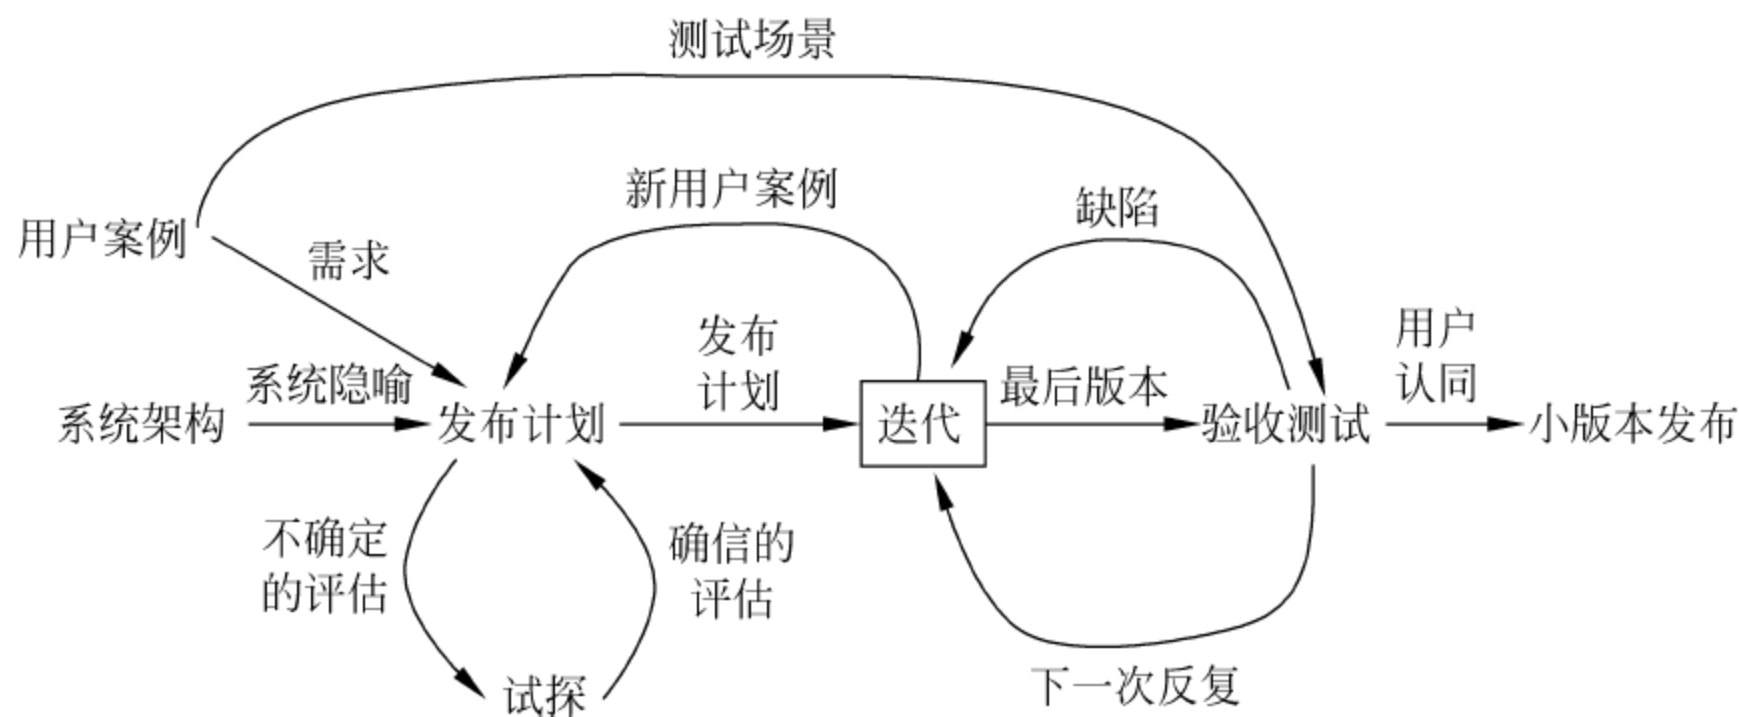 测试场景
新用户案例
缺陷
用户案例
需求
用户
认同
发布
计划
系统隐喻
最后版本
系统架构
发布计划
迭代
验收测试
小版本发布
不确定
的评估
确信的
评估
下一次反复
试探